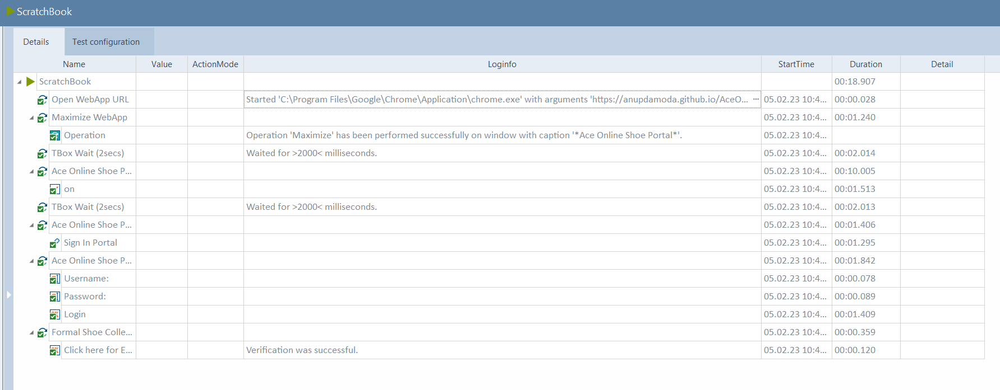 ScratchBook
Details Test configuration
Name Value ActionMode Loginfo StartTime Duration Detail
ScratchBook 00:18.907
Open WebApp URL Started 'C:\Program Files\Google\Chrome\Application\chrome.exe' with arguments 'https://anupdamoda.github.io/AceO... ... 05.02.23 10:4... 00:00.028
Maximize WebApp 05.02.23 10:4... 00:01.240
Operation Operation 'Maximize' has been performed successfully on window with caption '*Ace Online Shoe Portal*'. 05.02.23 10:4...
TBox Wait (2secs) Waited for >2000< milliseconds. 05.02.23 10:4... 00:02.014
Ace Online Shoe P... 05.02.23 10:4... 00:10.005
on 05.02.23 10:4... 00:01.513
TBox Wait (2secs) Waited for >2000< milliseconds. 05.02.23 10:4... 00:02.013
Ace Online Shoe P... 05.02.23 10:4... 00:01.406
Sign In Portal 05.02.23 10:4... 00:01.295
Ace Online Shoe P... 05.02.23 10:4... 00:01.842
Username: 05.02.23 10:4... 00:00.078
Password: 05.02.23 10:4... 00:00.089
Login 05.02.23 10:4... 00:01.409
Formal Shoe Colle... 05.02.23 10:4... 00:00.359
Click here for E... Verification was successful. 05.02.23 10:4... 00:00.120